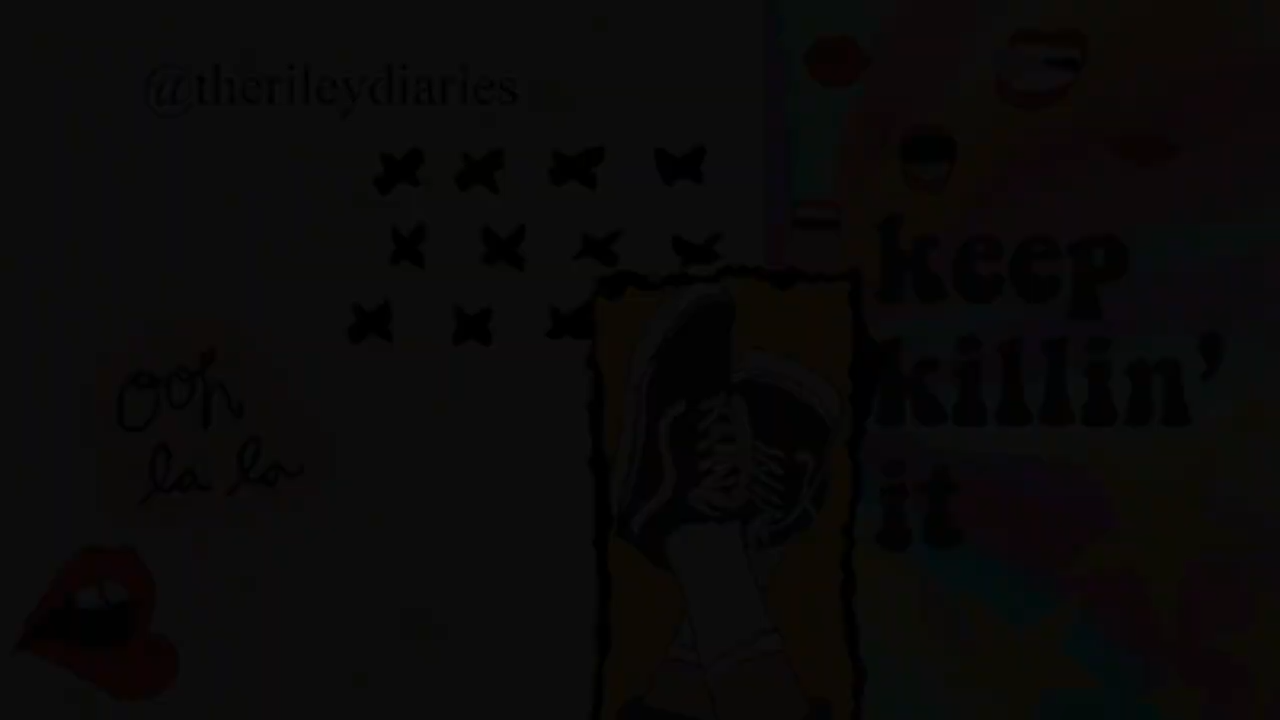 @therileydiaries
keep
killin’
it
ooh
la la